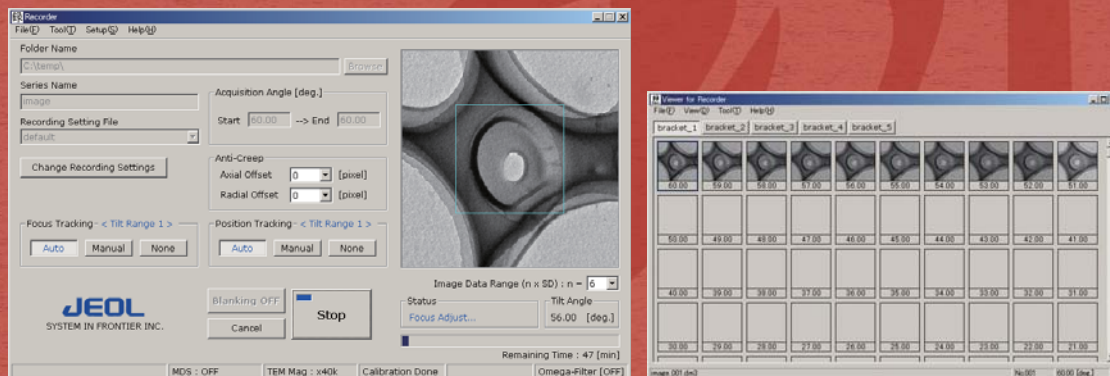 Recorder
File(F) Tool(T) Setup(S) Help(H)
Folder Name
C:\temp\
Browse
Series Name
image
Recording Setting File
default
Change Recording Settings
Acquisition Angle [deg.]
Start 60.00 --> End 60.00
Anti-Creep
Axial Offset 0 [pixel]
Radial Offset 0 [pixel]
Focus Tracking - < Tilt Range 1 >
Auto Manual None
Position Tracking - < Tilt Range 1 >
Auto Manual None
Image Data Range (n x SD) : n = 6
JEOL
SYSTEM IN FRONTIER INC.
Blanking OFF
Cancel
Stop
Status
Focus Adjust...
Tilt Angle
56.00 [deg.]
Remaining Time : 47 [min]
MDS : OFF TEM Mag : x40k Calibration Done Omega-Filter [OFF]
Viewer for Recorder
File(F) View(V) Tool(T) Help(H)
bracket_1 bracket_2 bracket_3 bracket_4 bracket_5
60.00 59.00 58.00 57.00 56.00 55.00 54.00 53.00 52.00 51.00
50.00 49.00 48.00 47.00 46.00 45.00 44.00 43.00 42.00 41.00
40.00 39.00 38.00 37.00 36.00 35.00 34.00 33.00 32.00 31.00
30.00 29.00 28.00 27.00 26.00 25.00 24.00 23.00 22.00 21.00
image 001.dm3 No:001 60.00 [deg.]